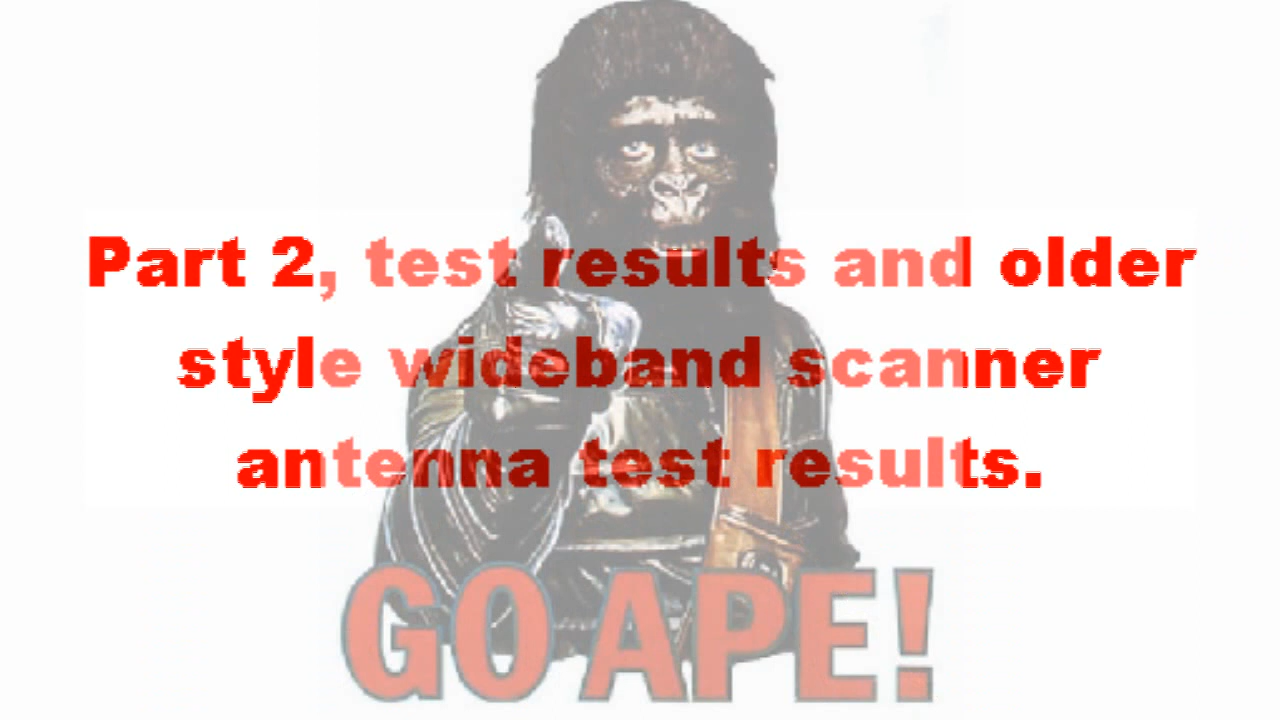 Part 2, test results and older
style wideband scanner
antenna test results.
GO APE!